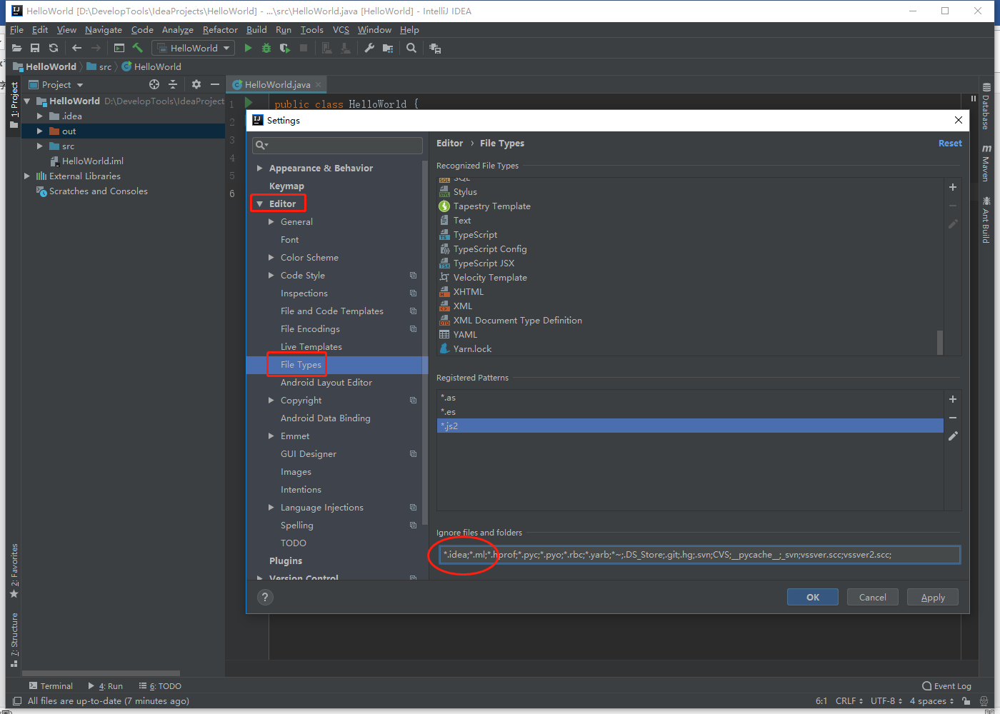 HelloWorld [D:\DevelopTools\IdeaProjects\HelloWorld] - ...\src\HelloWorld.java [HelloWorld] - IntelliJ IDEA
File Edit View Navigate Code Analyze Refactor Build Run Tools VCS Window Help
HelloWorld
HelloWorld src HelloWorld
Project
HelloWorld.java
1: Project
HelloWorld D:\DevelopTools\IdeaProject
.idea
out
src
HelloWorld.iml
External Libraries
Scratches and Consoles
1 public class HelloWorld {
2
3
4
5
6
Settings
Appearance & Behavior
Keymap
Editor
General
Font
Color Scheme
Code Style
Inspections
File and Code Templates
File Encodings
Live Templates
File Types
Android Layout Editor
Copyright
Android Data Binding
Emmet
GUI Designer
Images
Intentions
Language Injections
Spelling
TODO
Plugins
Version Control
Editor › File Types
Reset
Recognized File Types
SQL
Stylus
Tapestry Template
Text
TypeScript
TypeScript Config
TypeScript JSX
Velocity Template
XHTML
XML
XML Document Type Definition
YAML
Yarn.lock
Registered Patterns
*.as
*.es
*.js2
Ignore files and folders
*.idea;*.ml;*.hprof;*.pyc;*.pyo;*.rbc;*.yarb;*~;.DS_Store;.git;.hg;.svn;CVS;__pycache__;_svn;vssver.scc;vssver2.scc;
?
OK Cancel Apply
Database
Maven
Ant Build
2: Favorites
7: Structure
Terminal 4: Run 6: TODO
Event Log
All files are up-to-date (7 minutes ago)
6:1 CRLF UTF-8 4 spaces